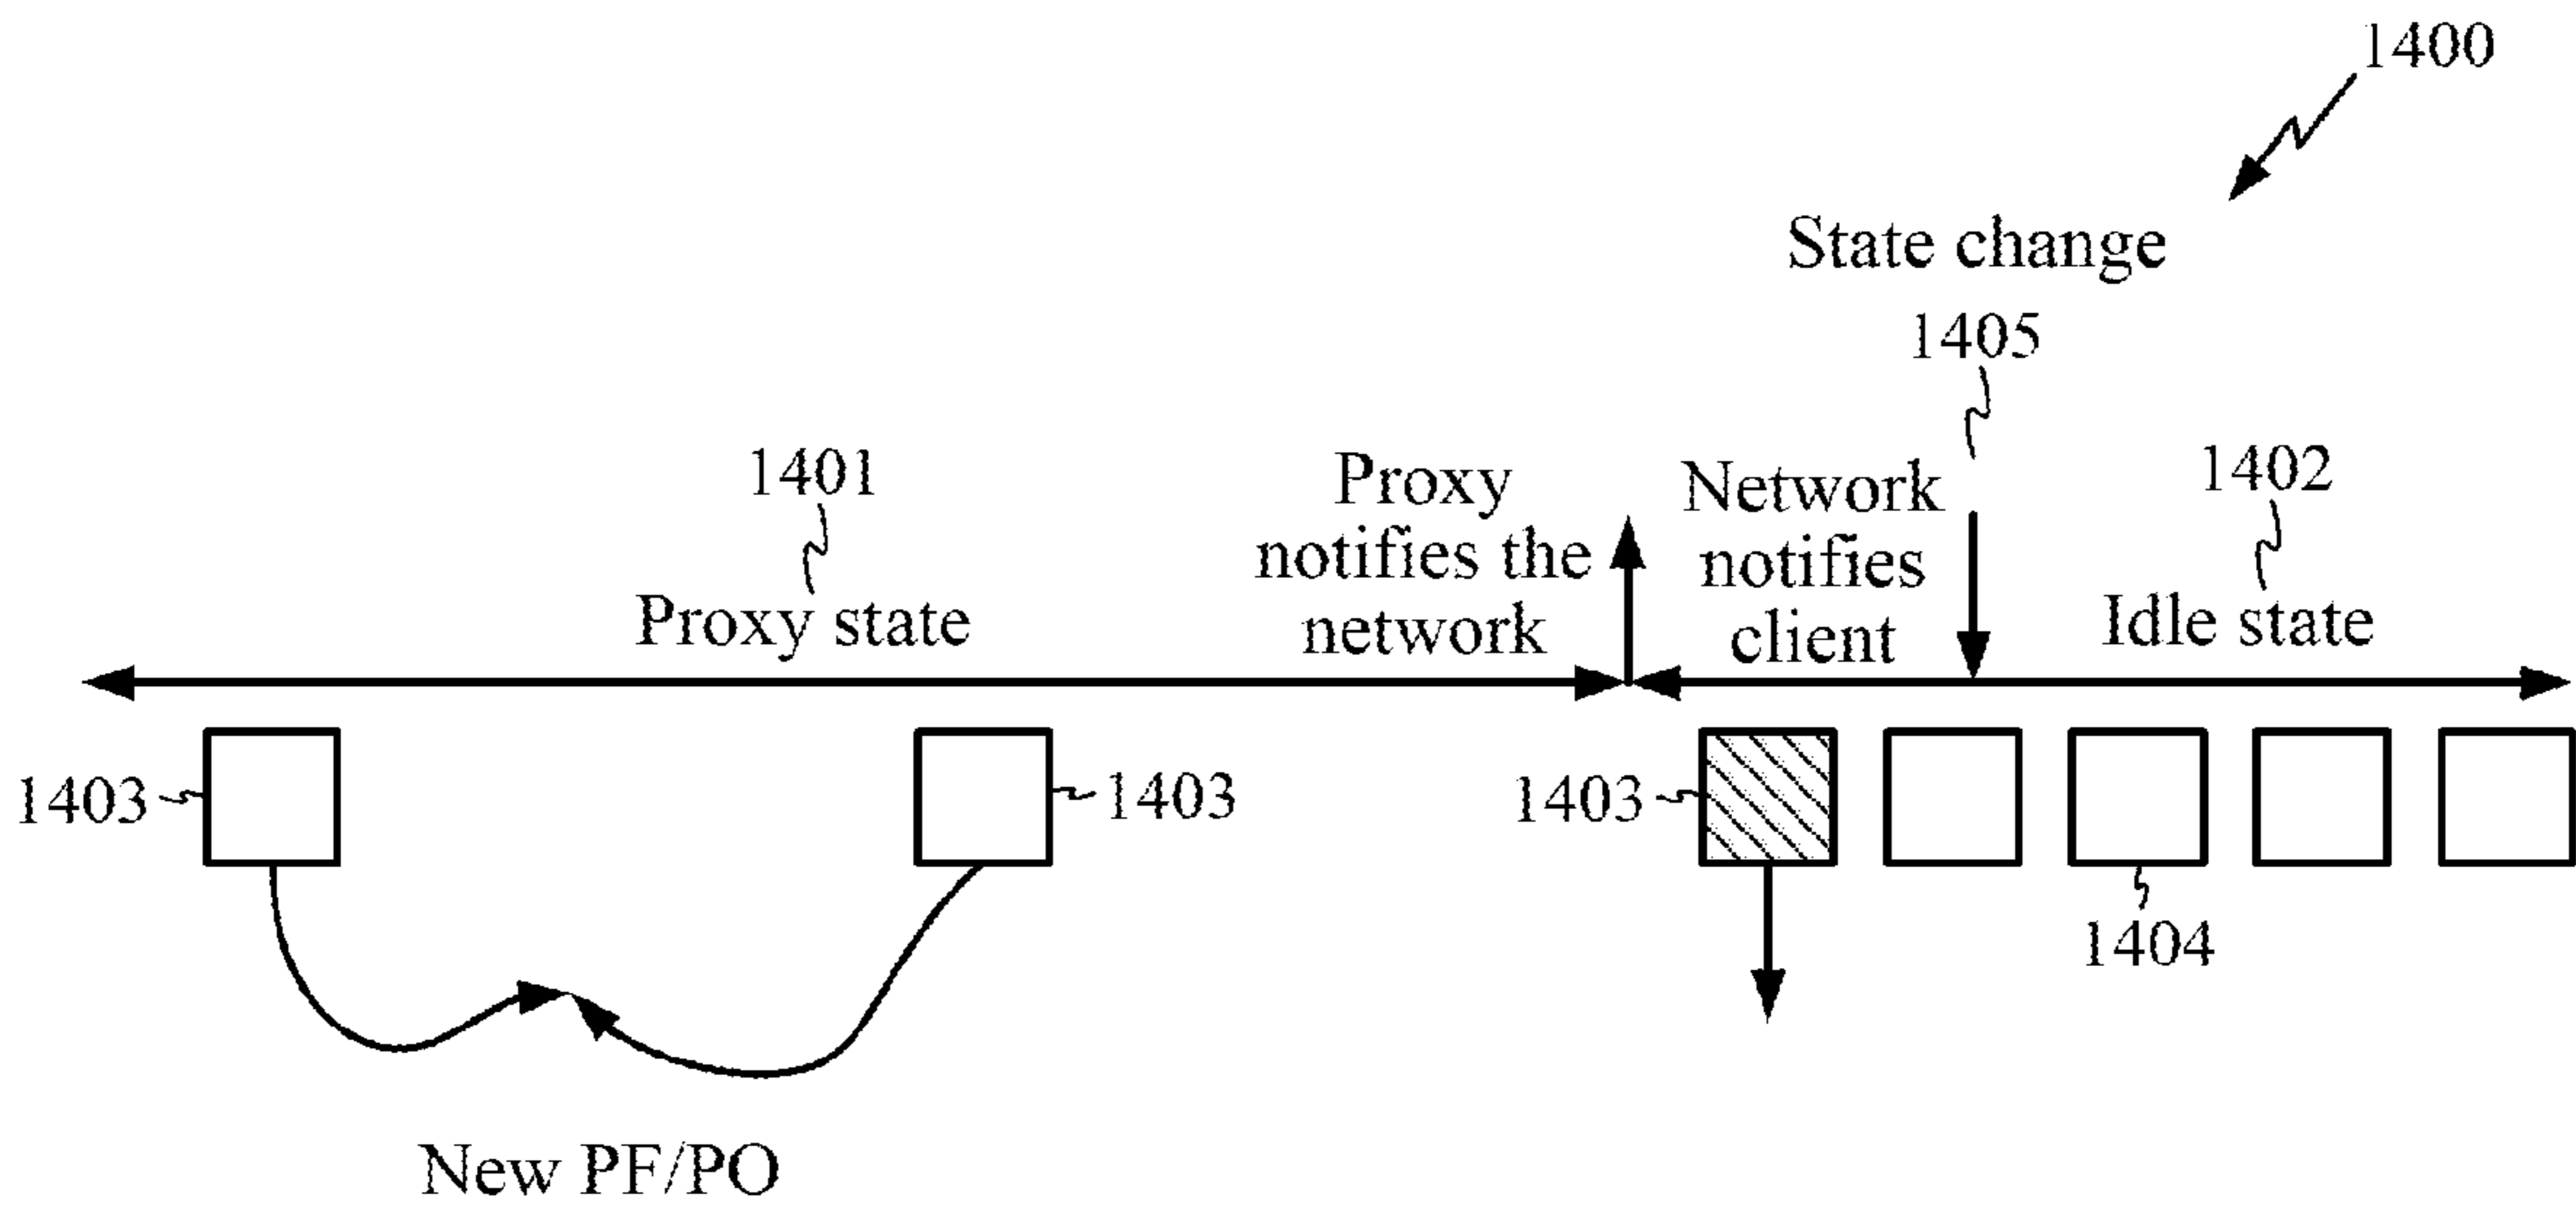 1400
State change
1405
1401
Proxy state
Proxy
notifies the
network
Network
notifies
client
1402
Idle state
1403
1403
1403
1404
New PF/PO